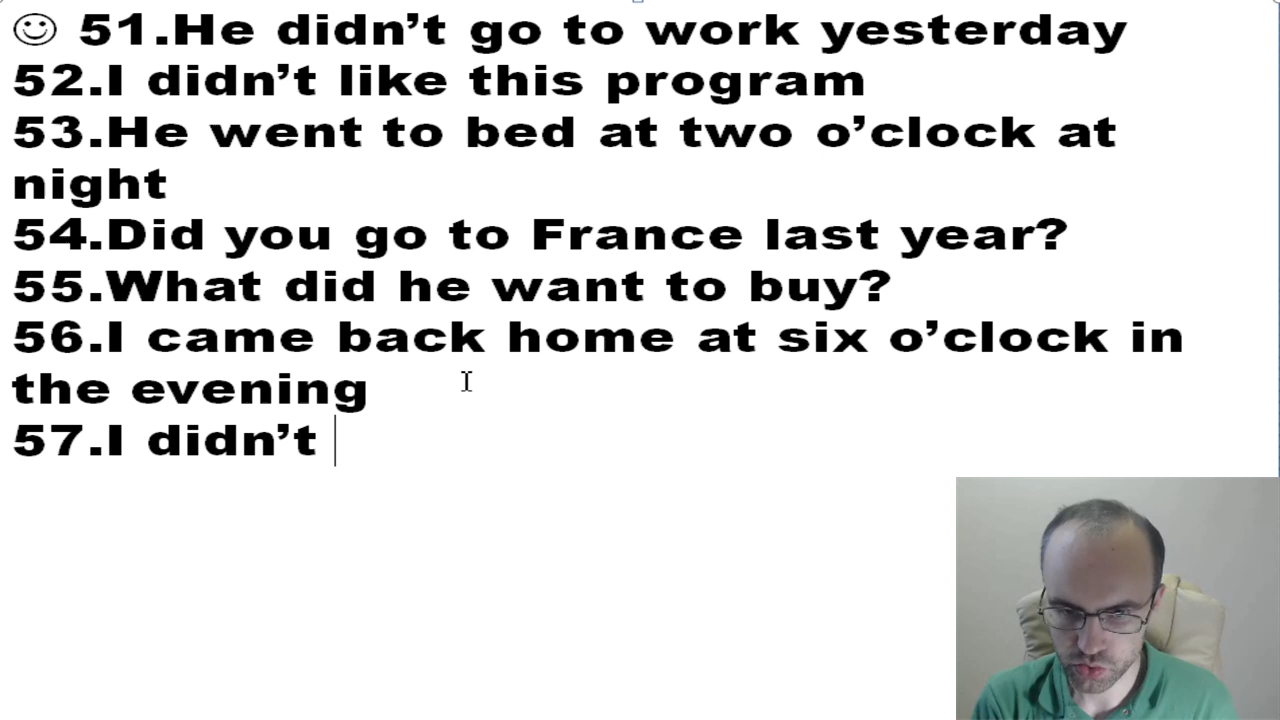 ☺ 51.He didn’t go to work yesterday
52.I didn’t like this program
53.He went to bed at two o’clock at
night
54.Did you go to France last year?
55.What did he want to buy?
56.I came back home at six o’clock in
the evening
57.I didn’t